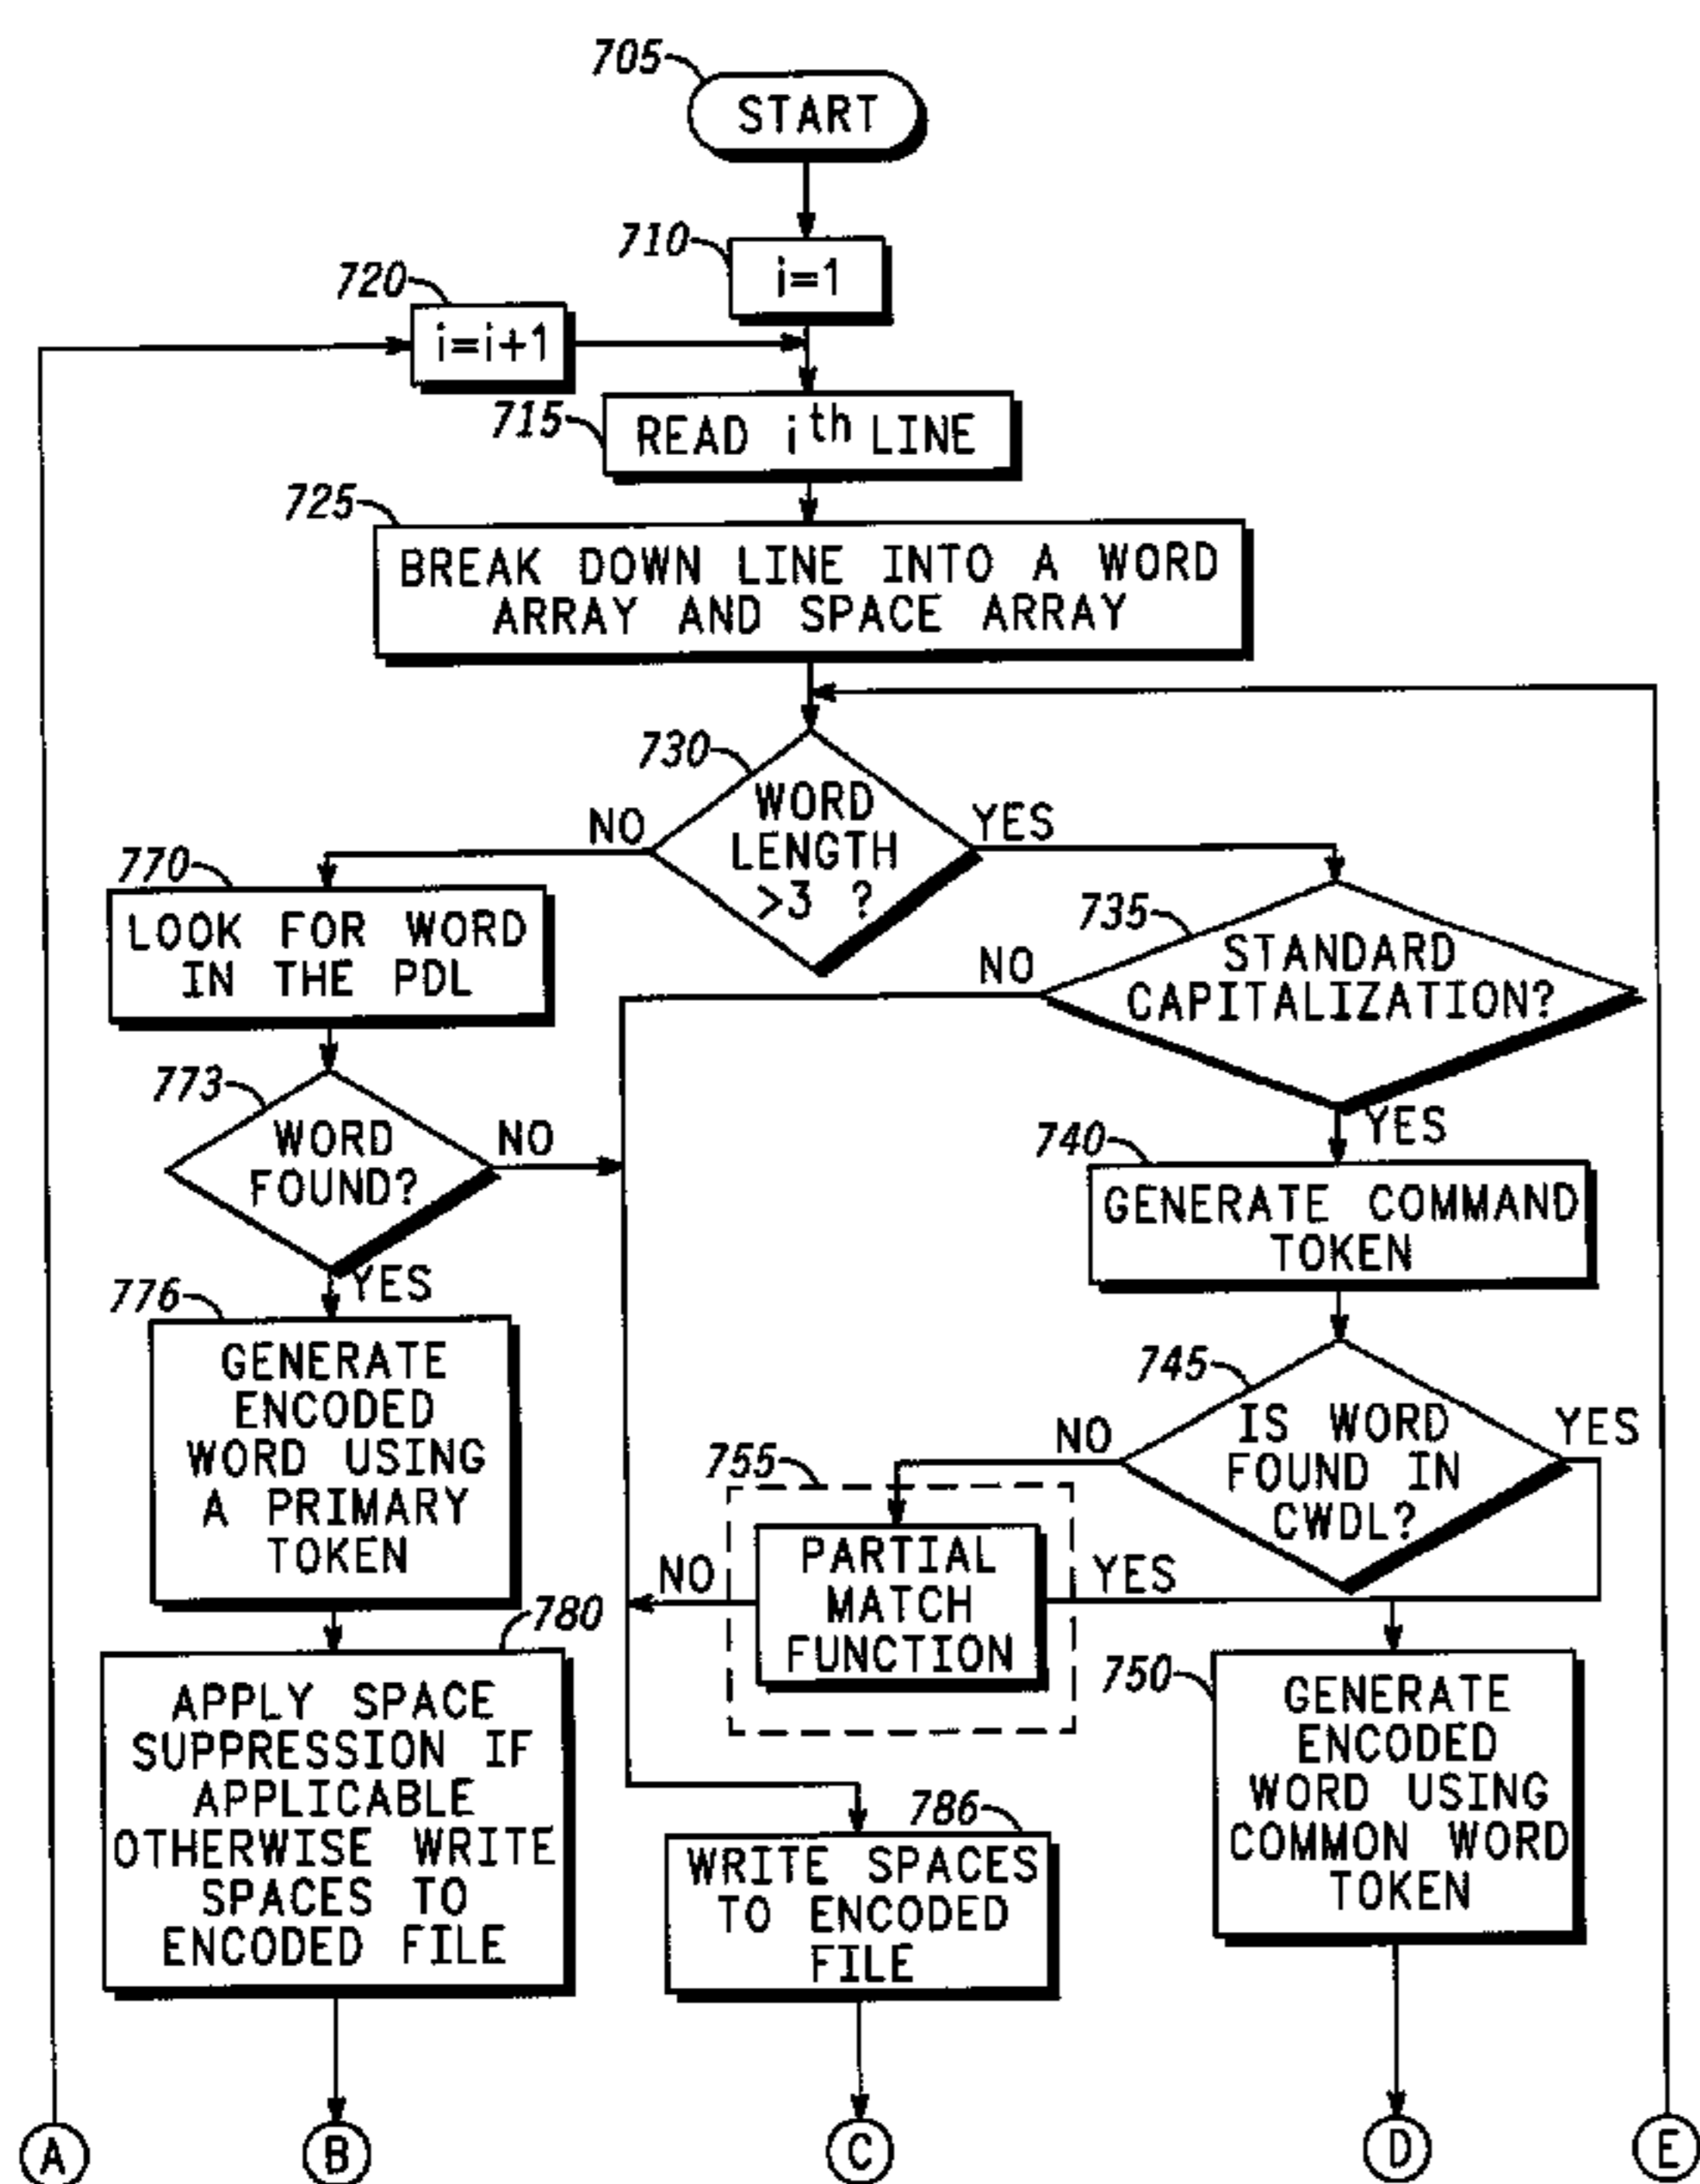 705
START
710
i=1
720
i=i+1
715
READ ith LINE
725
BREAK DOWN LINE INTO A WORD
ARRAY AND SPACE ARRAY
730
WORD
LENGTH
>3 ?
NO
YES
770
LOOK FOR WORD
IN THE PDL
735
STANDARD
CAPITALIZATION?
NO
YES
773
WORD
FOUND?
NO
YES
740
GENERATE COMMAND
TOKEN
776
GENERATE
ENCODED
WORD USING
A PRIMARY
TOKEN
745
IS WORD
FOUND IN
CWDL?
NO
YES
755
PARTIAL
MATCH
FUNCTION
NO
YES
780
APPLY SPACE
SUPPRESSION IF
APPLICABLE
OTHERWISE WRITE
SPACES TO
ENCODED FILE
750
GENERATE
ENCODED
WORD USING
COMMON WORD
TOKEN
786
WRITE SPACES
TO ENCODED
FILE
A
B
C
D
E